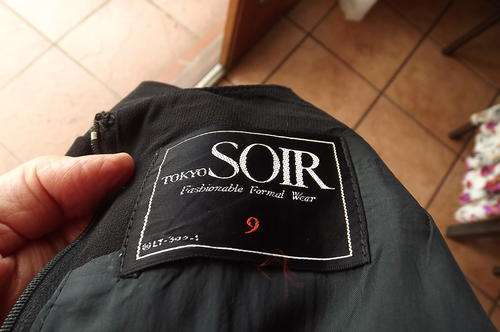 TOKYO SOIR
Fashionable Formal Wear
9